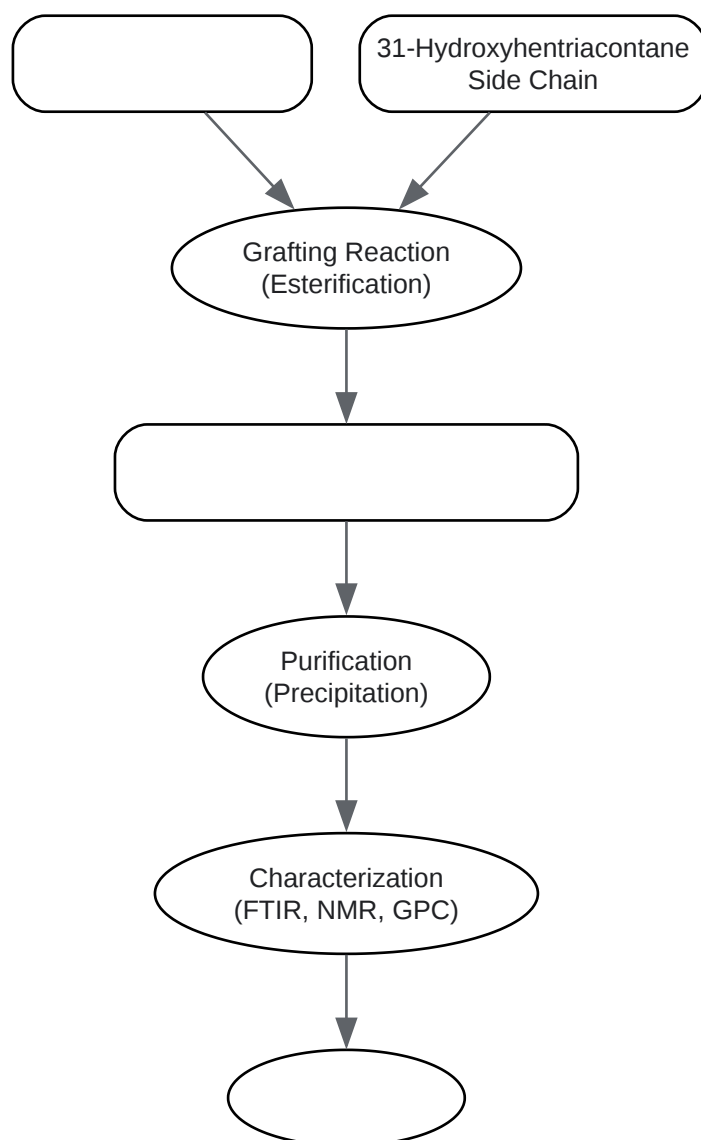 31-Hydroxyhentriacontane
Side Chain
Grafting Reaction
(Esterification)
Purification
(Precipitation)
Characterization
(FTIR, NMR, GPC)